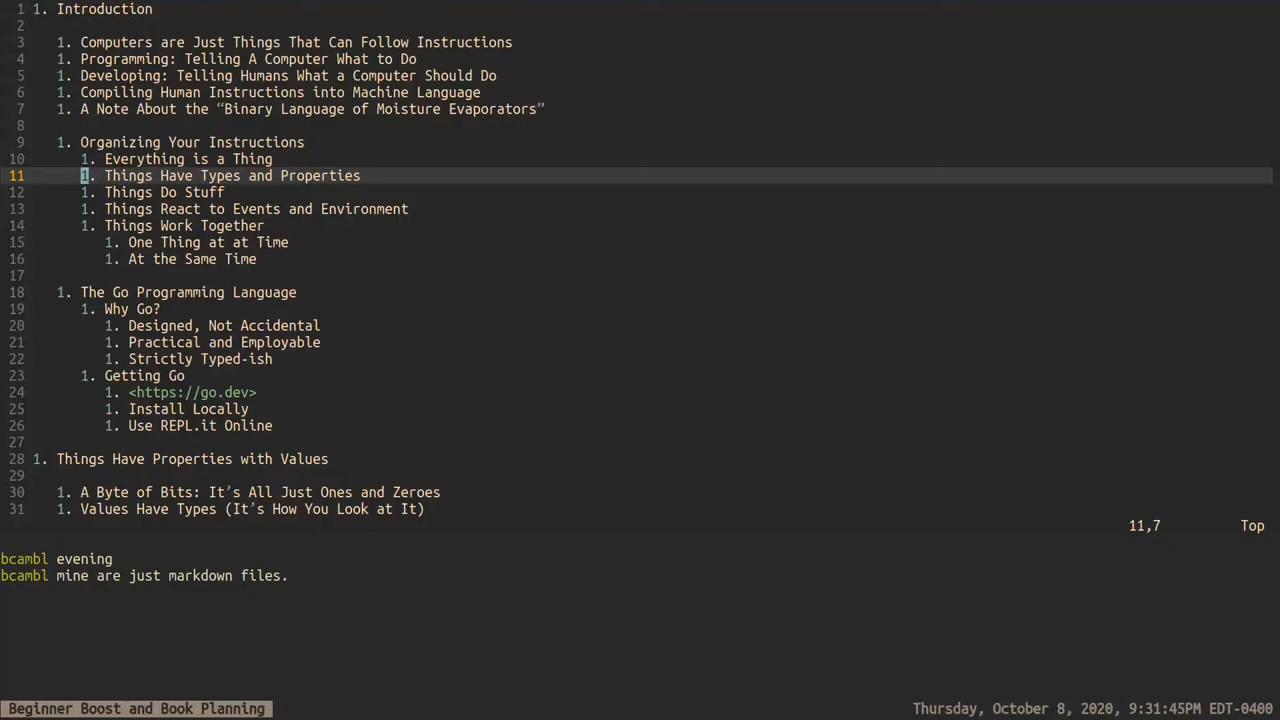 1 1. Introduction
2
3 1. Computers are Just Things That Can Follow Instructions
4 1. Programming: Telling A Computer What to Do
5 1. Developing: Telling Humans What a Computer Should Do
6 1. Compiling Human Instructions into Machine Language
7 1. A Note About the “Binary Language of Moisture Evaporators”
8
9 1. Organizing Your Instructions
10 1. Everything is a Thing
11 1. Things Have Types and Properties
12 1. Things Do Stuff
13 1. Things React to Events and Environment
14 1. Things Work Together
15 1. One Thing at at Time
16 1. At the Same Time
17
18 1. The Go Programming Language
19 1. Why Go?
20 1. Designed, Not Accidental
21 1. Practical and Employable
22 1. Strictly Typed-ish
23 1. Getting Go
24 1. <https://go.dev>
25 1. Install Locally
26 1. Use REPL.it Online
27
28 1. Things Have Properties with Values
29
30 1. A Byte of Bits: It’s All Just Ones and Zeroes
31 1. Values Have Types (It’s How You Look at It)
11,7 Top
bcambl evening
bcambl mine are just markdown files.
Beginner Boost and Book Planning Thursday, October 8, 2020, 9:31:45PM EDT-0400